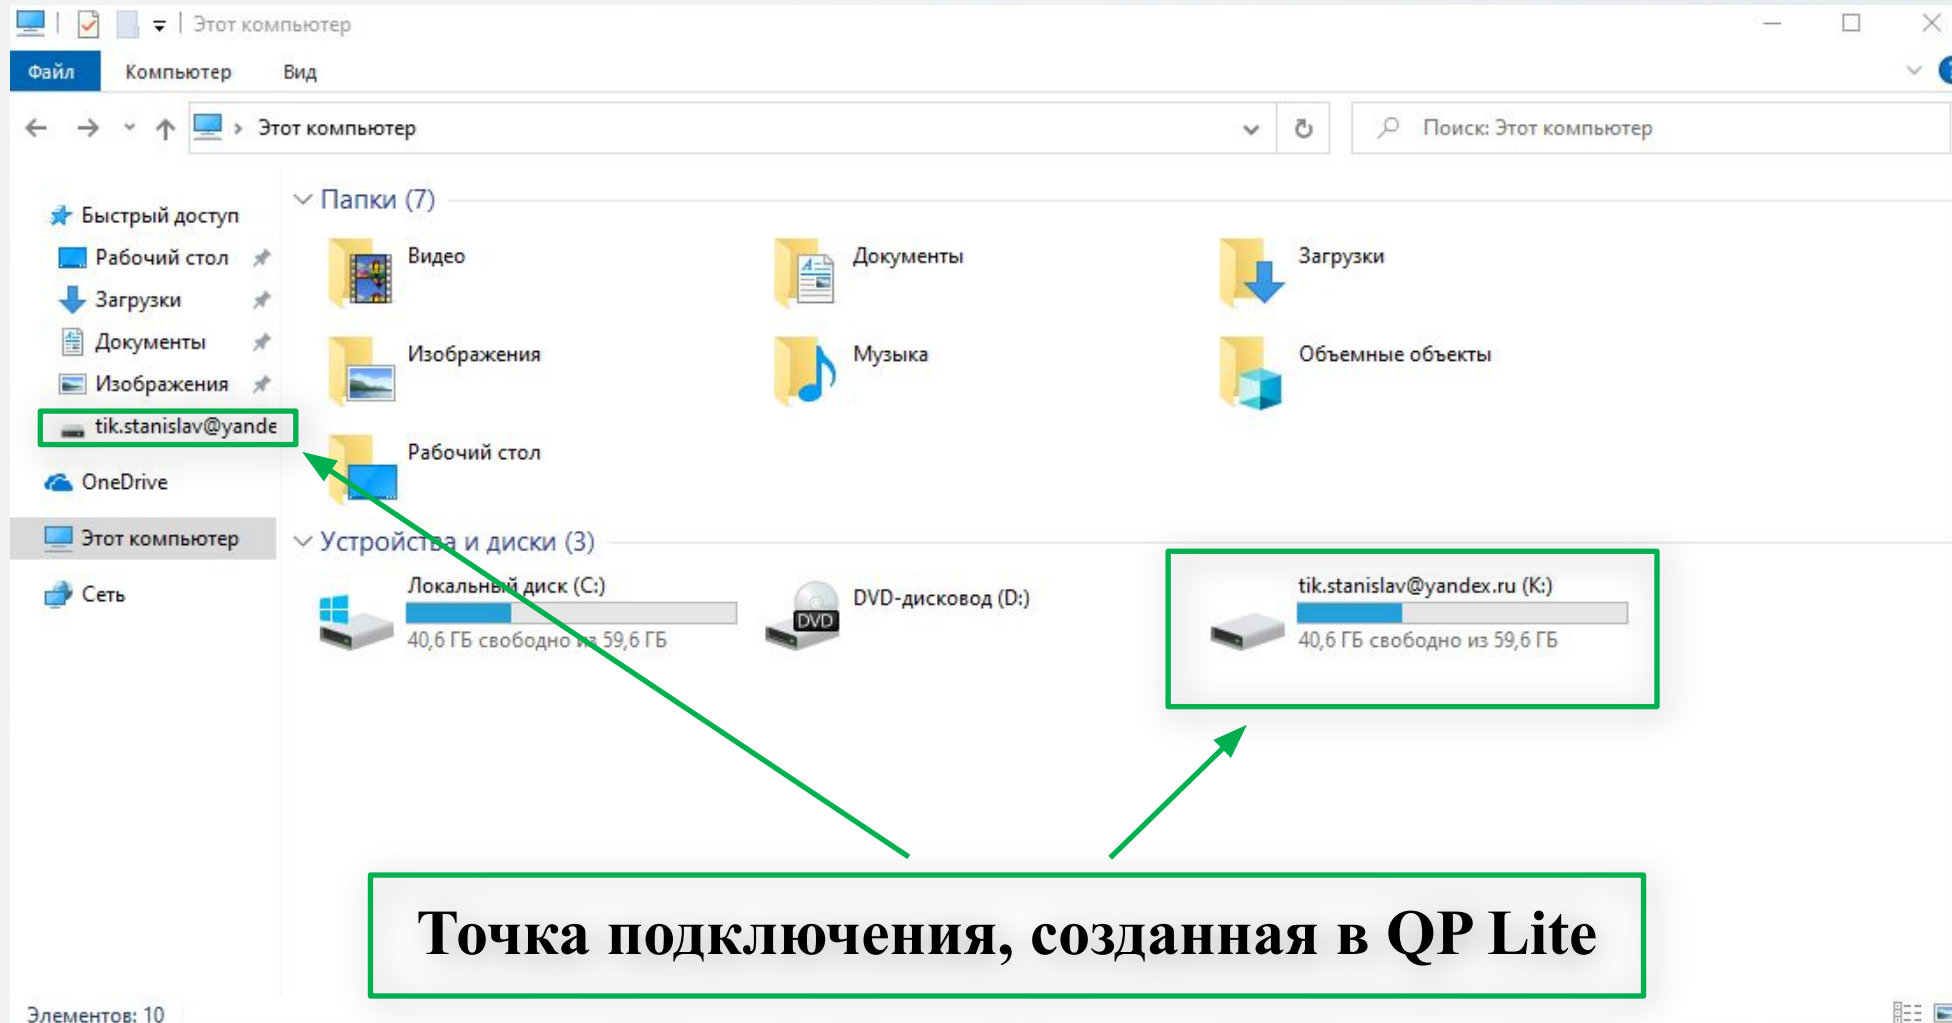 Этот компьютер
Файл Компьютер Вид
Этот компьютер
Поиск: Этот компьютер
Быстрый доступ
Рабочий стол
Загрузки
Документы
Изображения
tik.stanislav@yande
OneDrive
Этот компьютер
Сеть
Папки (7)
Видео
Документы
Загрузки
Изображения
Музыка
Объемные объекты
Рабочий стол
Устройства и диски (3)
Локальный диск (C:)
40,6 ГБ свободно из 59,6 ГБ
DVD
DVD-дисковод (D:)
tik.stanislav@yandex.ru (K:)
40,6 ГБ свободно из 59,6 ГБ
Точка подключения, созданная в QP Lite
Элементов: 10